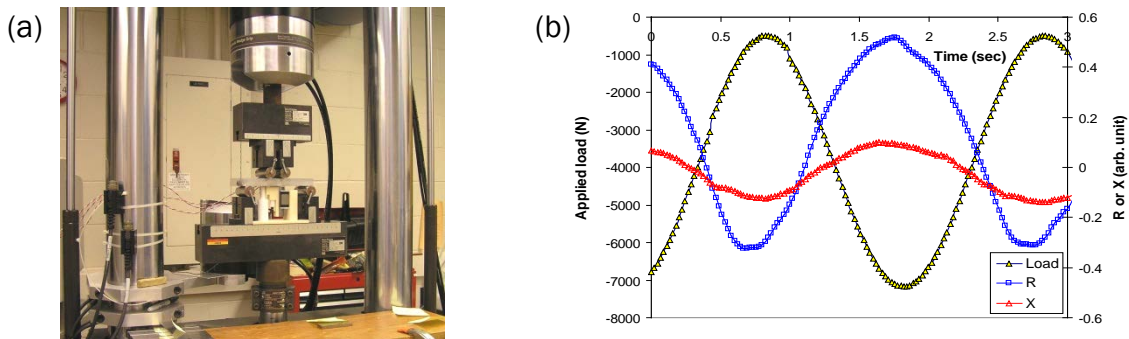 (a)
(b)
0
-1000
-2000
-3000
-4000
-5000
-6000
-7000
-8000
Applied load (N)
0 0.5 1 1.5 2 2.5 3
Time (sec)
0.6
0.4
0.2
0
-0.2
-0.4
-0.6
R or X (arb. unit)
Load
R
X